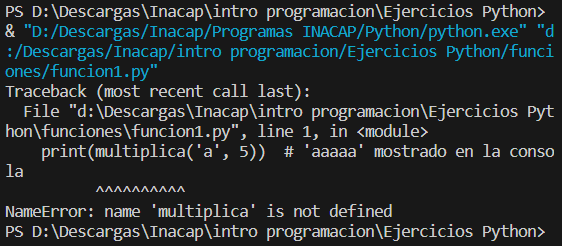 PS D:\Descargas\Inacap\intro programacion\Ejercicios Python>
& "D:/Descargas/Inacap/Programas INACAP/Python/python.exe" "d
:/Descargas/Inacap/intro programacion/Ejercicios Python/funci
ones/funcion1.py"
Traceback (most recent call last):
  File "d:\Descargas\Inacap\intro programacion\Ejercicios Pyt
hon\funciones\funcion1.py", line 1, in <module>
    print(multiplica('a', 5))  # 'aaaaa' mostrado en la conso
la
          ^^^^^^^^^^
NameError: name 'multiplica' is not defined
PS D:\Descargas\Inacap\intro programacion\Ejercicios Python>